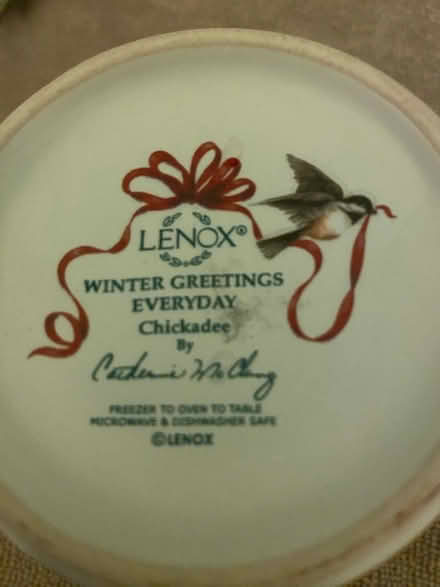 LENOX®
WINTER GREETINGS
EVERYDAY
Chickadee
By
Catherine McClung
FREEZER TO OVEN TO TABLE
MICROWAVE & DISHWASHER SAFE
©LENOX